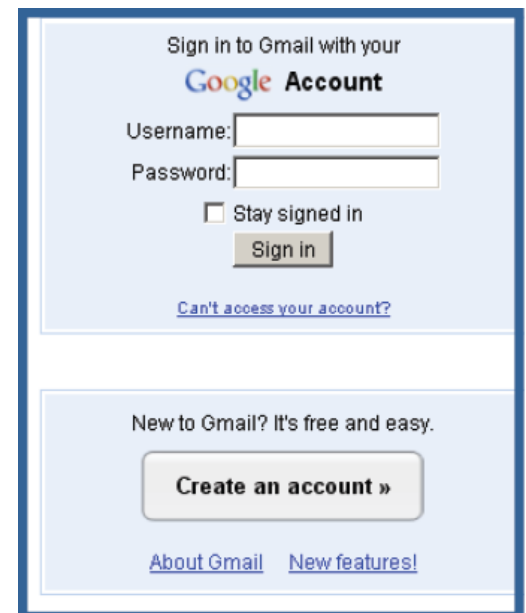 Sign in to Gmail with your
Google Account
Username:
Password:
Stay signed in
Sign in
Can't access your account?
New to Gmail? It's free and easy.
Create an account »
About Gmail New features!